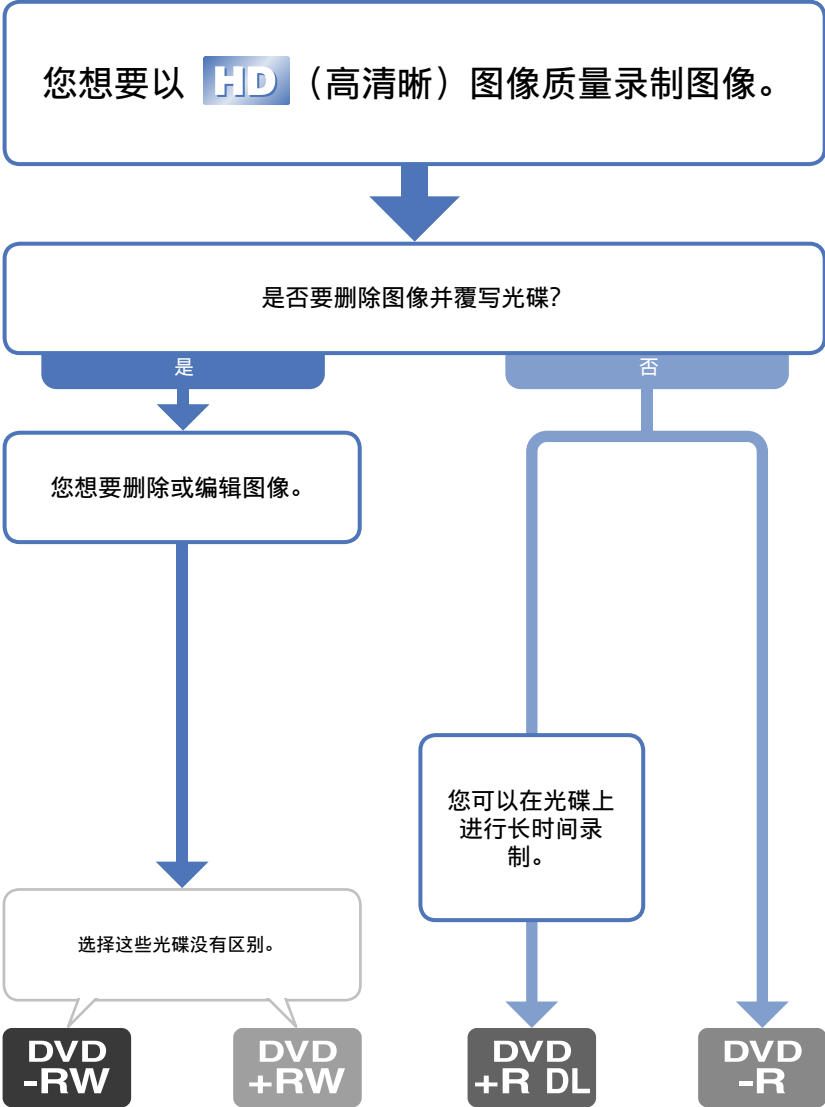 您想要以 HD（高清晰）图像质量录制图像。
是否要删除图像并覆写光碟?
是
否
您想要删除或编辑图像。
您可以在光碟上
进行长时间录
制。
选择这些光碟没有区别。
DVD
-RW
DVD
+RW
DVD
+R DL
DVD
-R